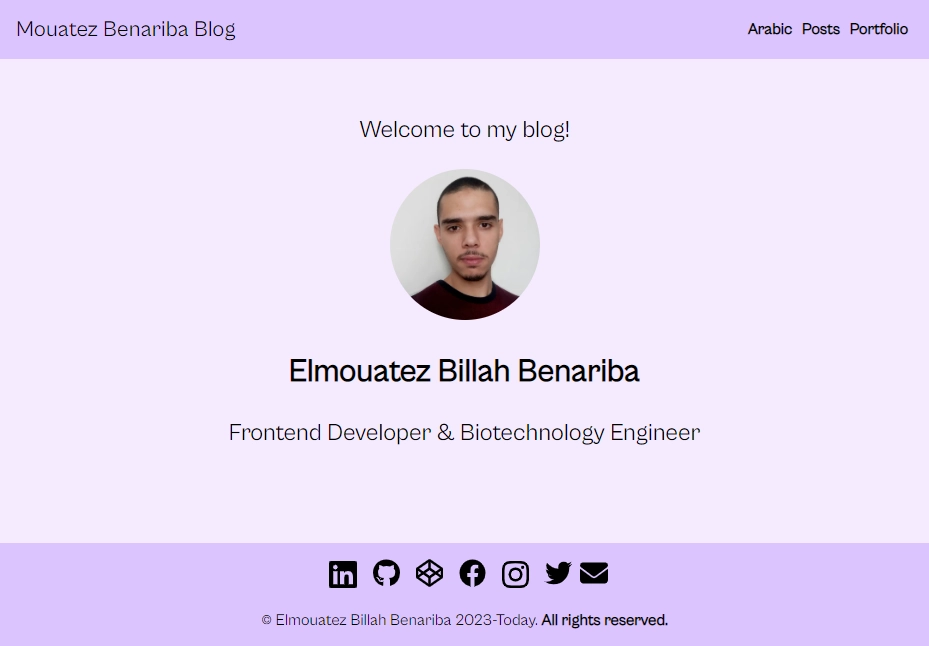 Mouatez Benariba Blog
Arabic Posts Portfolio
Welcome to my blog!
Elmouatez Billah Benariba
Frontend Developer & Biotechnology Engineer
in
© Elmouatez Billah Benariba 2023-Today. All rights reserved.